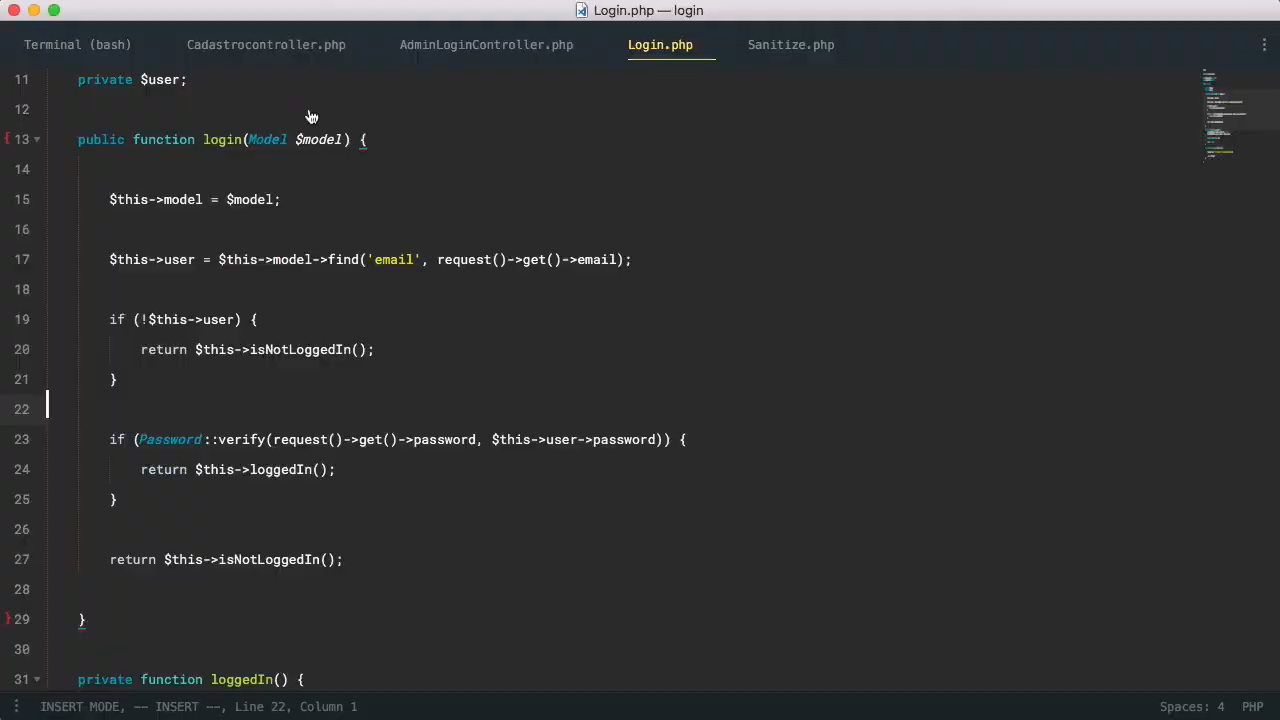 Login.php — login
Terminal (bash) Cadastrocontroller.php AdminLoginController.php Login.php Sanitize.php
11 private $user;
12
{ 13 public function login(Model $model) {
14
15 $this->model = $model;
16
17 $this->user = $this->model->find('email', request()->get()->email);
18
19 if (!$this->user) {
20 return $this->isNotLoggedIn();
21 }
22
23 if (Password::verify(request()->get()->password, $this->user->password)) {
24 return $this->loggedIn();
25 }
26
27 return $this->isNotLoggedIn();
28
} 29 }
30
31 private function loggedIn() {
INSERT MODE, -- INSERT --, Line 22, Column 1 Spaces: 4 PHP